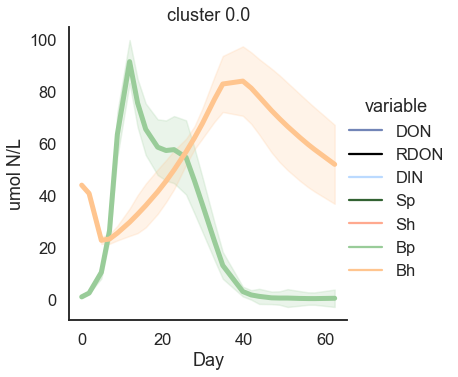 cluster 0.0
100
80
60
40
20
0
umol N/L
0
20
40
60
Day
variable
DON
RDON
DIN
Sp
Sh
Bp
Bh